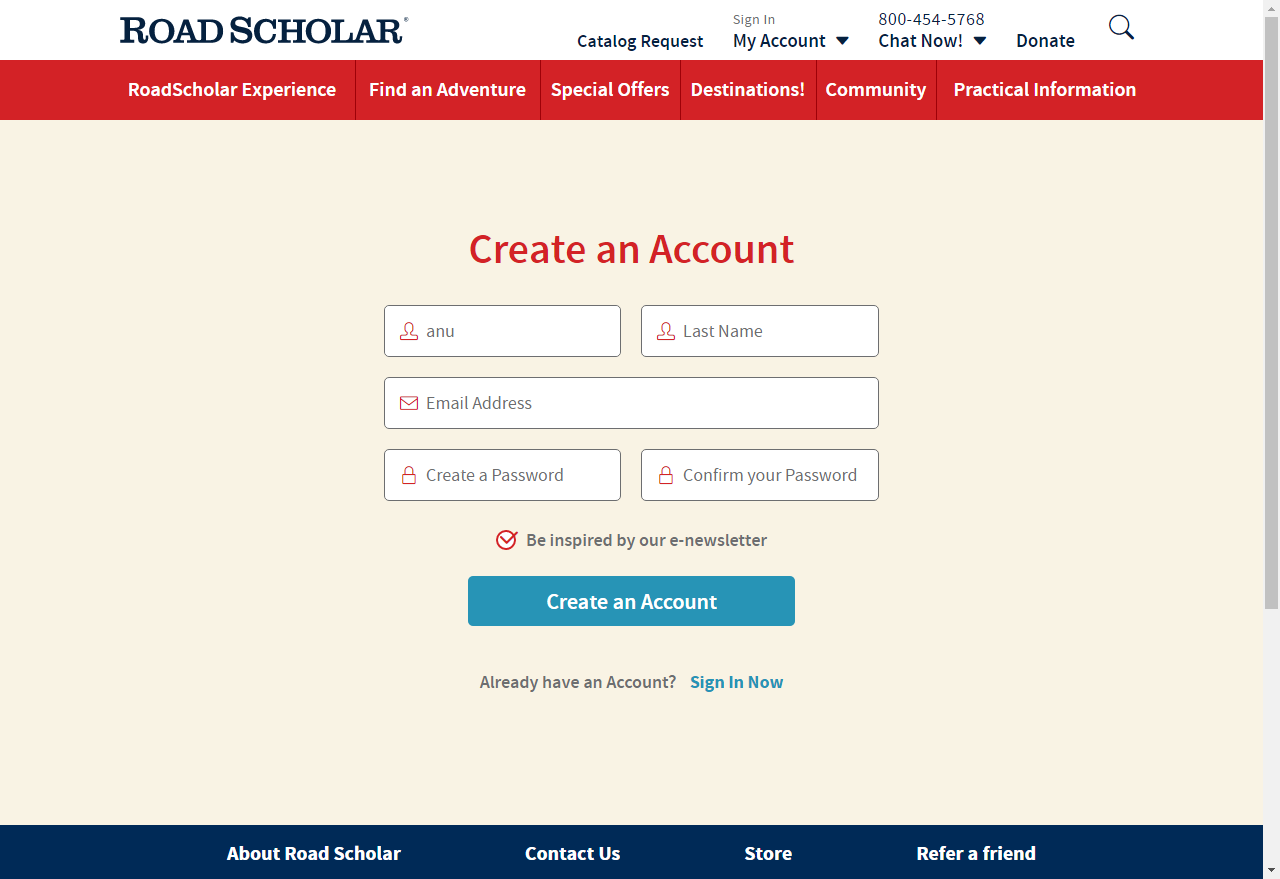 ROAD SCHOLAR®
Sign In
800-454-5768
Catalog Request
My Account
Chat Now!
Donate
RoadScholar Experience
Find an Adventure
Special Offers
Destinations!
Community
Practical Information
Create an Account
anu
Last Name
Email Address
Create a Password
Confirm your Password
Be inspired by our e-newsletter
Create an Account
Already have an Account? Sign In Now
About Road Scholar
Contact Us
Store
Refer a friend